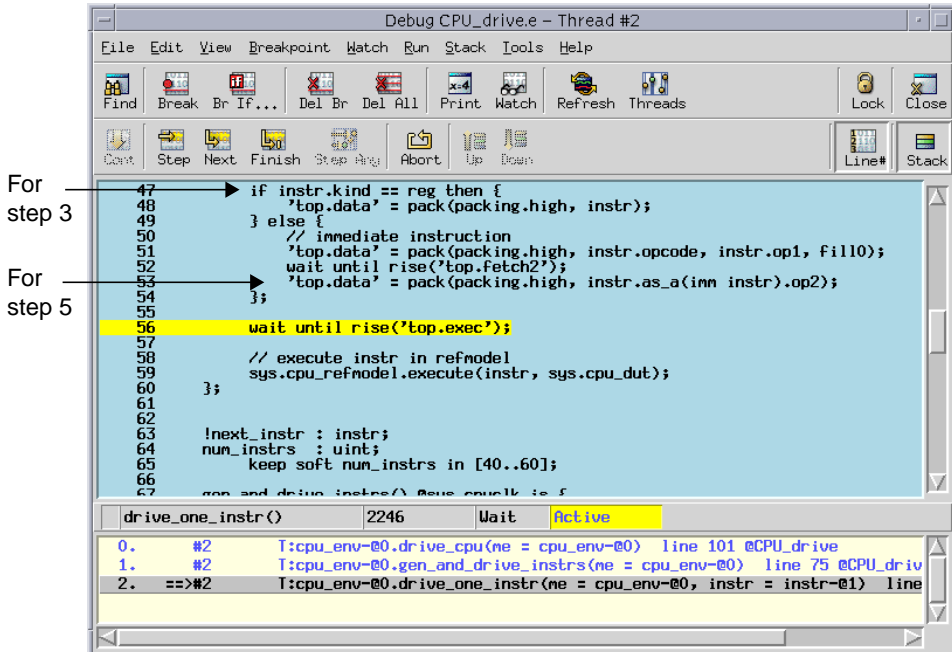 Debug CPU_drive.e – Thread #2
File Edit View Breakpoint Watch Run Stack Tools Help
Find Break Br If... Del Br Del All Print Watch Refresh Threads Lock Close
Cont Step Next Finish Step Any Abort Up Down Line# Stack
For
step 3
47 if instr.kind == reg then {
48 'top.data' = pack(packing.high, instr);
49 } else {
50 // immediate instruction
51 'top.data' = pack(packing.high, instr.opcode, instr.op1, fill0);
52 wait until rise('top.fetch2');
For
step 5
53 'top.data' = pack(packing.high, instr.as_a(imm instr).op2);
54 };
55
56 wait until rise('top.exec');
57
58 // execute instr in refmodel
59 sys.cpu_refmodel.execute(instr, sys.cpu_dut);
60 };
61
62
63 !next_instr : instr;
64 num_instrs : uint;
65 keep soft num_instrs in [40..60];
66
67 gen_and_drive_instrs() @sys.cpuclk is {
drive_one_instr() 2246 Wait Active
0. #2 T:cpu_env-@0.drive_cpu(me = cpu_env-@0) line 101 @CPU_drive
1. #2 T:cpu_env-@0.gen_and_drive_instrs(me = cpu_env-@0) line 75 @CPU_driv
2. ==>#2 T:cpu_env-@0.drive_one_instr(me = cpu_env-@0, instr = instr-@1) line